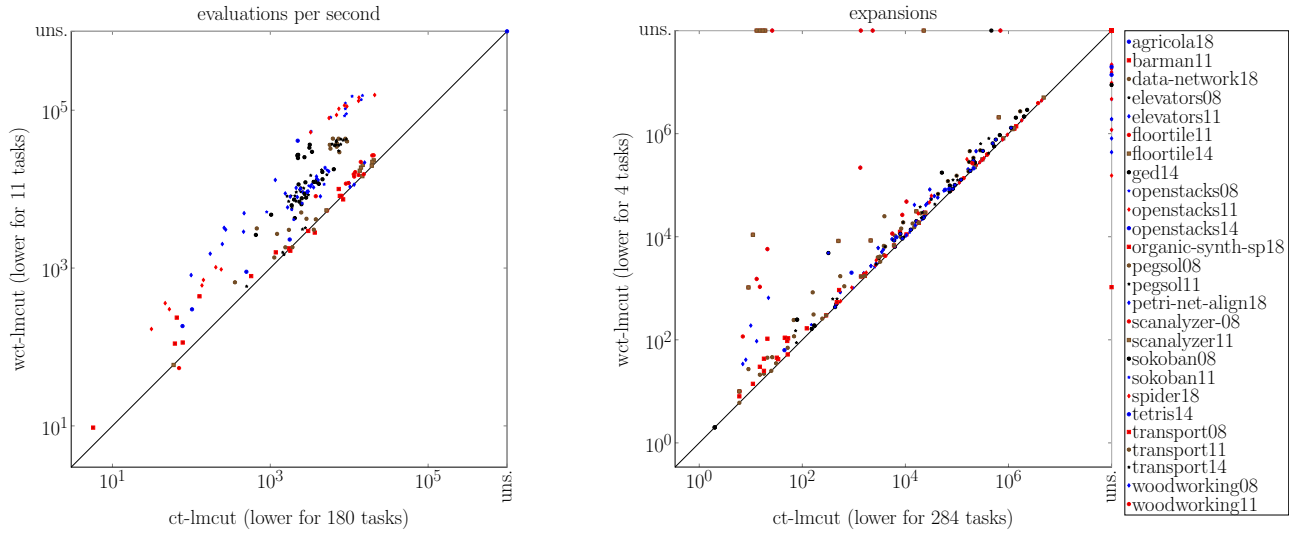 evaluations per second
uns.
10^5
10^3
10^1
wct-lmcut (lower for 11 tasks)
10^1
10^3
10^5
uns.
ct-lmcut (lower for 180 tasks)
expansions
uns.
10^6
10^4
10^2
10^0
wct-lmcut (lower for 4 tasks)
10^0
10^2
10^4
10^6
uns.
ct-lmcut (lower for 284 tasks)
agricola18
barman11
data-network18
elevators08
elevators11
floortile11
floortile14
ged14
openstacks08
openstacks11
openstacks14
organic-synth-sp18
pegsol08
pegsol11
petri-net-align18
scanalyzer-08
scanalyzer11
sokoban08
sokoban11
spider18
tetris14
transport08
transport11
transport14
woodworking08
woodworking11